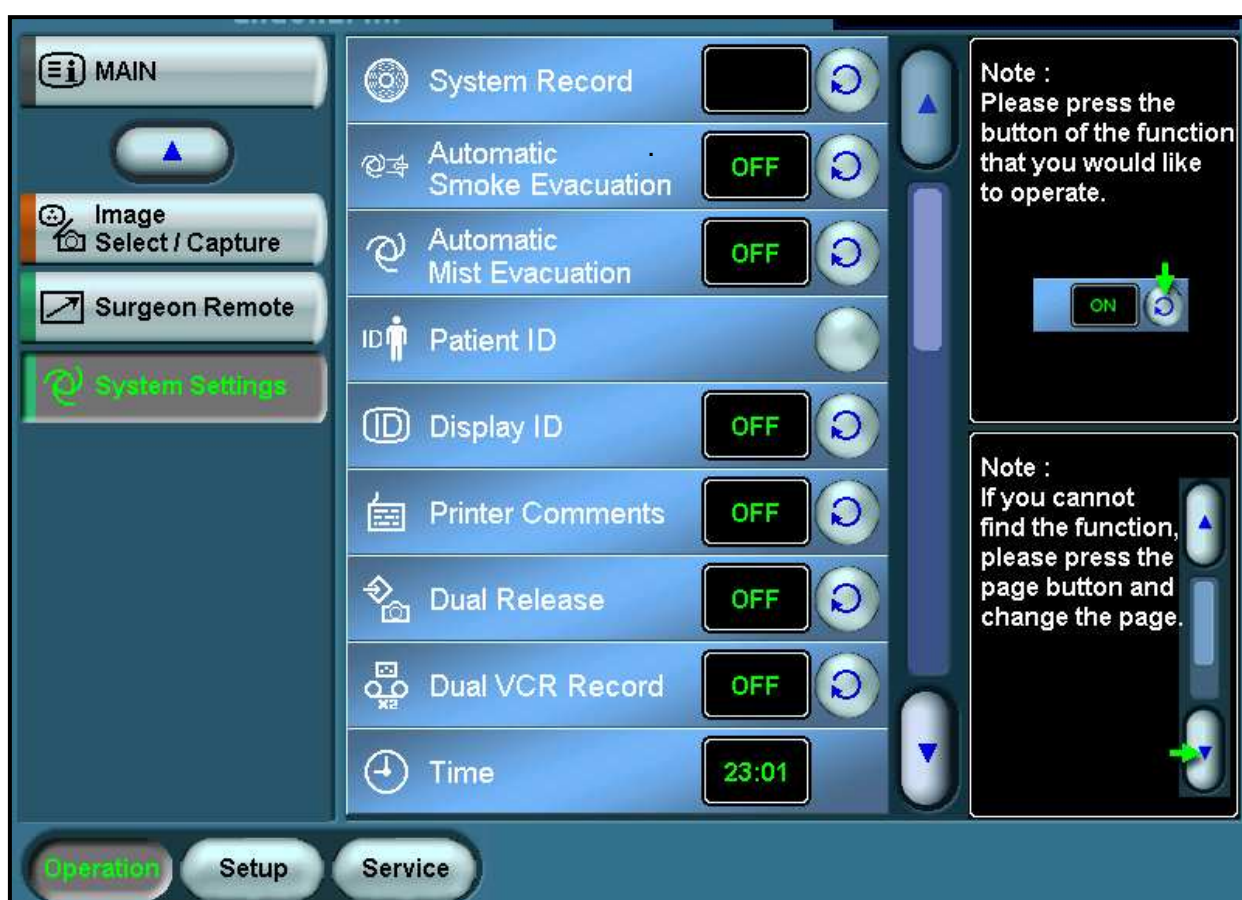 MAIN
Image
Select / Capture
Surgeon Remote
System Settings
System Record
Automatic
Smoke Evacuation
OFF
Automatic
Mist Evacuation
OFF
ID
Patient ID
ID
Display ID
OFF
Printer Comments
OFF
Dual Release
OFF
X2
Dual VCR Record
OFF
Time
23:01
Note :
Please press the
button of the function
that you would like
to operate.
ON
Note :
If you cannot
find the function,
please press the
page button and
change the page.
Operation
Setup
Service